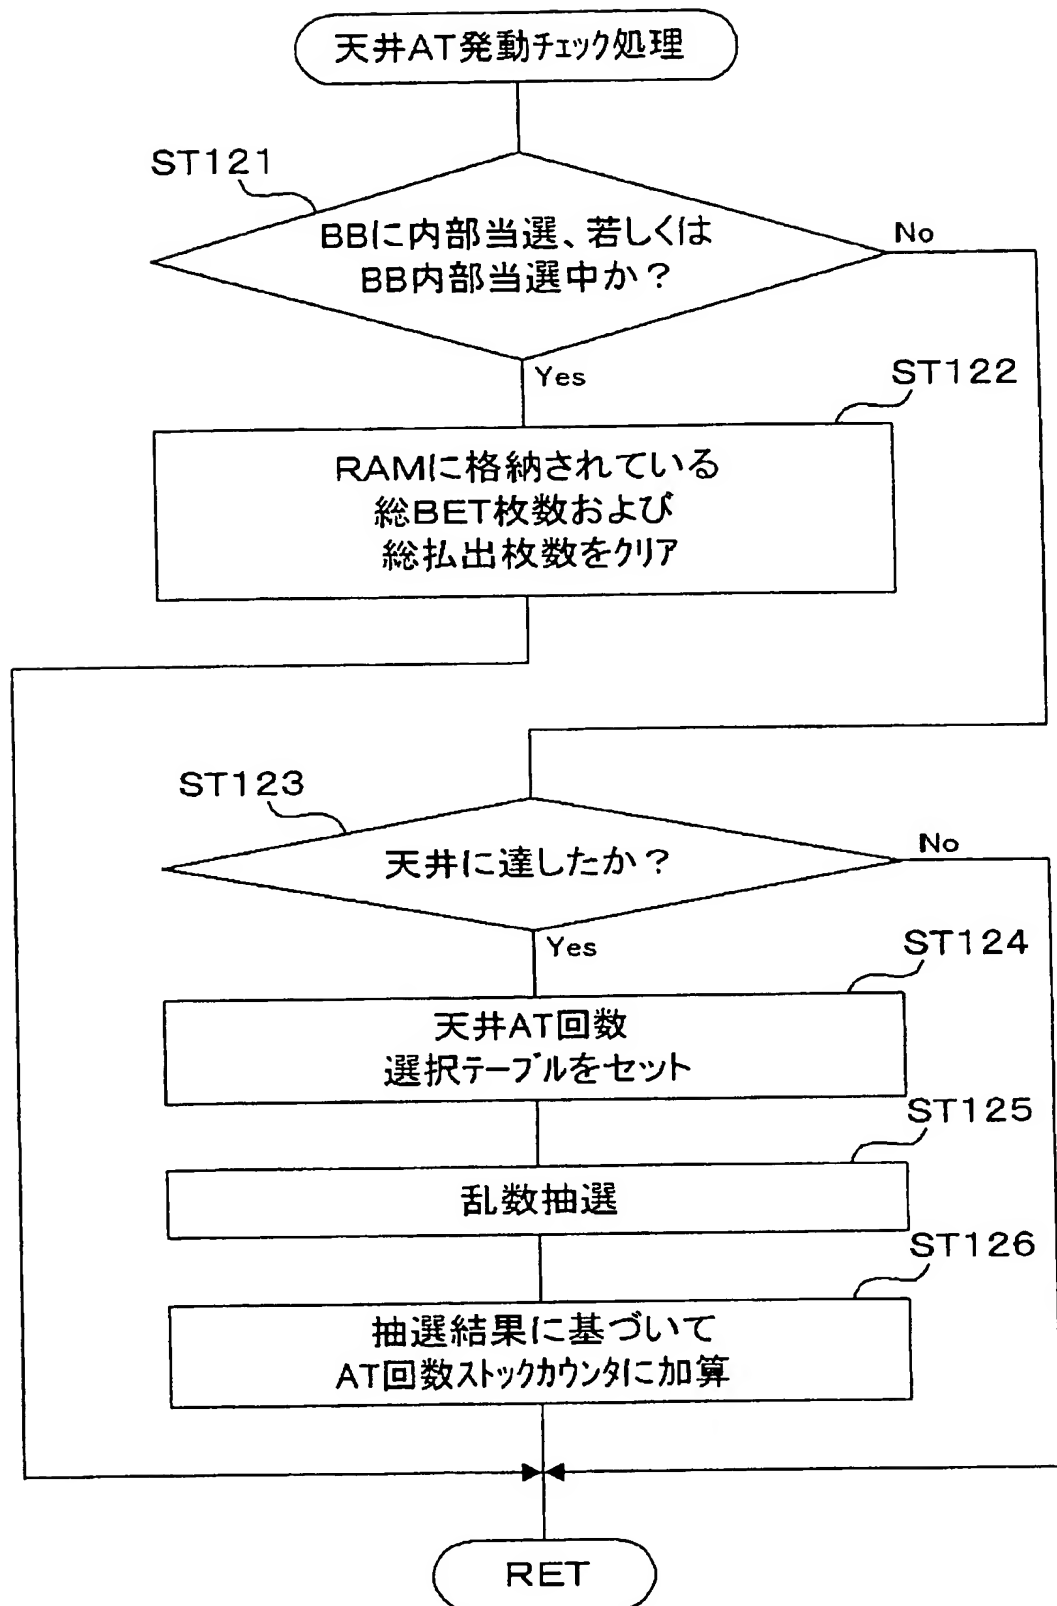 天井AT発動チェック処理
ST121
BBに内部当選、若しくは
BB内部当選中か？
No
Yes
ST122
RAMに格納されている
総BET枚数および
総払出枚数をクリア
ST123
天井に達したか？
No
Yes
ST124
天井AT回数
選択テーブルをセット
ST125
乱数抽選
ST126
抽選結果に基づいて
AT回数ストックカウンタに加算
RET